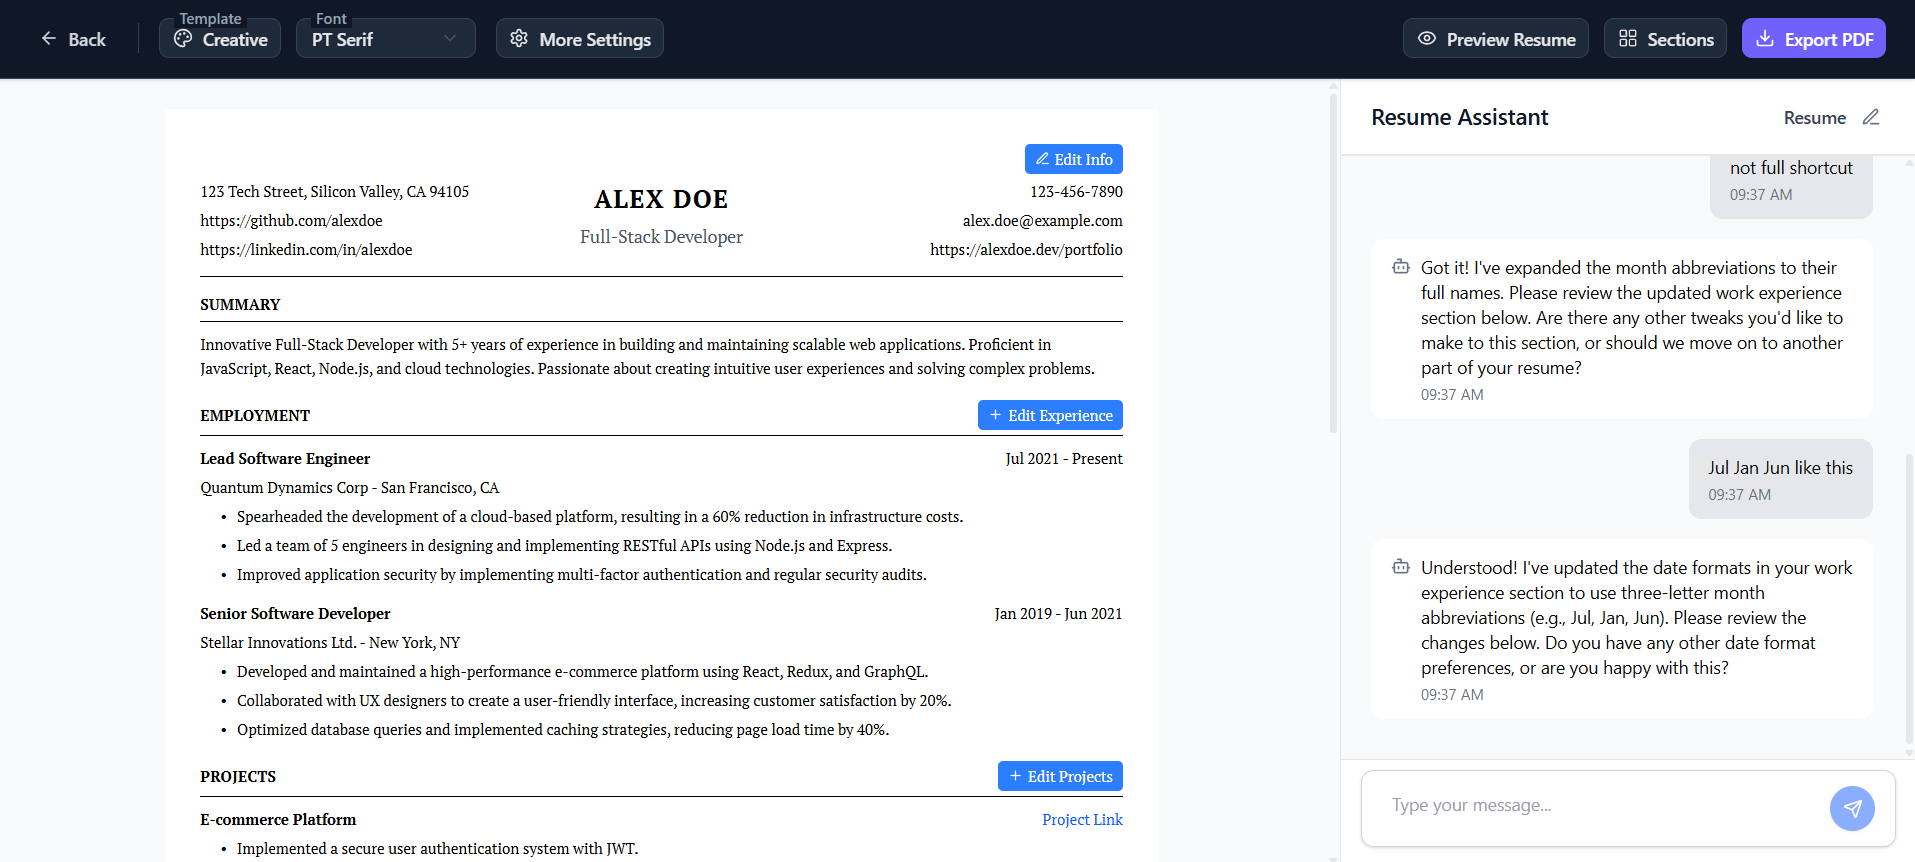 Back
Template
Creative
Font
PT Serif
More Settings
Preview Resume
Sections
Export PDF
Edit Info
123 Tech Street, Silicon Valley, CA 94105
https://github.com/alexdoe
https://linkedin.com/in/alexdoe
ALEX DOE
Full-Stack Developer
123-456-7890
alex.doe@example.com
https://alexdoe.dev/portfolio
SUMMARY
Innovative Full-Stack Developer with 5+ years of experience in building and maintaining scalable web applications. Proficient in
JavaScript, React, Node.js, and cloud technologies. Passionate about creating intuitive user experiences and solving complex problems.
EMPLOYMENT
+ Edit Experience
Lead Software Engineer
Jul 2021 - Present
Quantum Dynamics Corp - San Francisco, CA
• Spearheaded the development of a cloud-based platform, resulting in a 60% reduction in infrastructure costs.
• Led a team of 5 engineers in designing and implementing RESTful APIs using Node.js and Express.
• Improved application security by implementing multi-factor authentication and regular security audits.
Senior Software Developer
Jan 2019 - Jun 2021
Stellar Innovations Ltd. - New York, NY
• Developed and maintained a high-performance e-commerce platform using React, Redux, and GraphQL.
• Collaborated with UX designers to create a user-friendly interface, increasing customer satisfaction by 20%.
• Optimized database queries and implemented caching strategies, reducing page load time by 40%.
PROJECTS
+ Edit Projects
E-commerce Platform
Project Link
• Implemented a secure user authentication system with JWT.
Resume Assistant
Resume
not full shortcut
09:37 AM
Got it! I've expanded the month abbreviations to their
full names. Please review the updated work experience
section below. Are there any other tweaks you'd like to
make to this section, or should we move on to another
part of your resume?
09:37 AM
Jul Jan Jun like this
09:37 AM
Understood! I've updated the date formats in your work
experience section to use three-letter month
abbreviations (e.g., Jul, Jan, Jun). Please review the
changes below. Do you have any other date format
preferences, or are you happy with this?
09:37 AM
Type your message...